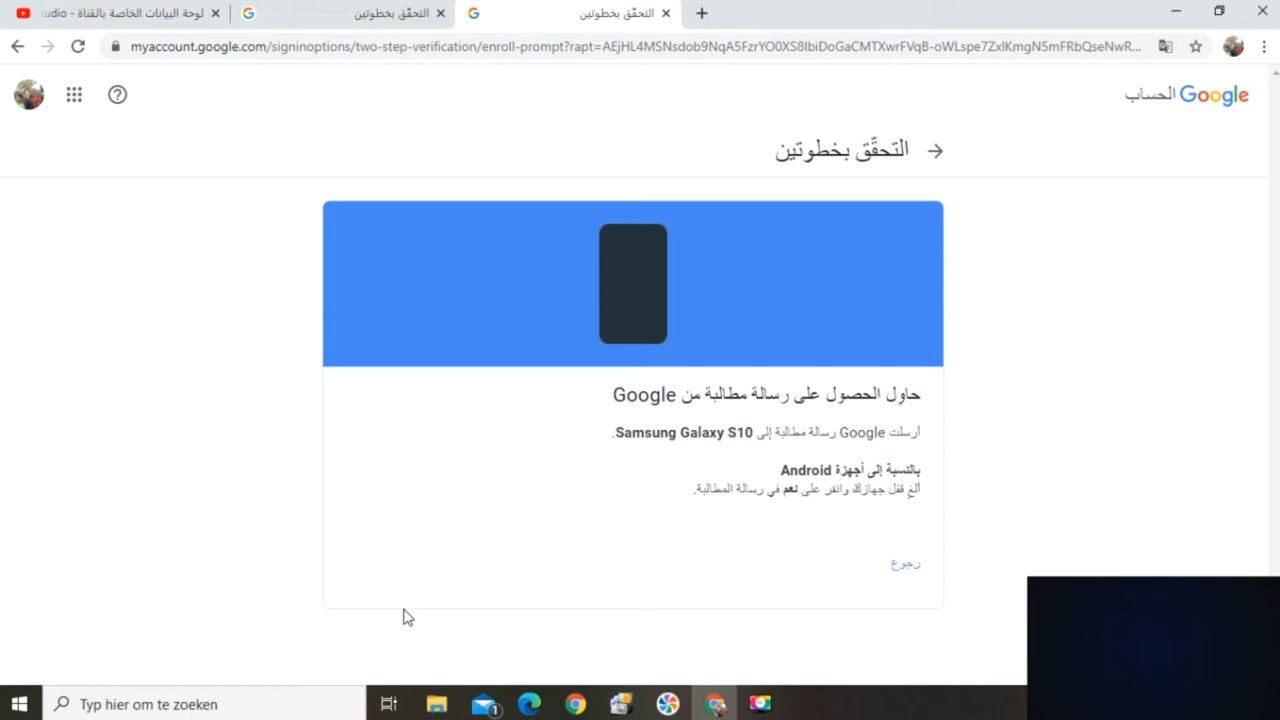 لوحة البيانات الخاصة بالقناة - udio
التحقّق بخطوتين
التحقّق بخطوتين
myaccount.google.com/signinoptions/two-step-verification/enroll-prompt?rapt=AEjHL4MSNsdob9NqA5FzrYO0XS8IbiDoGaCMTXwrFVqB-oWLspe7ZxlKmgN5mFRbQseNwR...
Google الحساب
التحقّق بخطوتين
حاول الحصول على رسالة مطالبة من Google
أرسلت Google رسالة مطالبة إلى Samsung Galaxy S10.
بالنسبة إلى أجهزة Android
ألغِ قفل جهازك وانقر على نعم في رسالة المطالبة.
رجوع
Typ hier om te zoeken
1